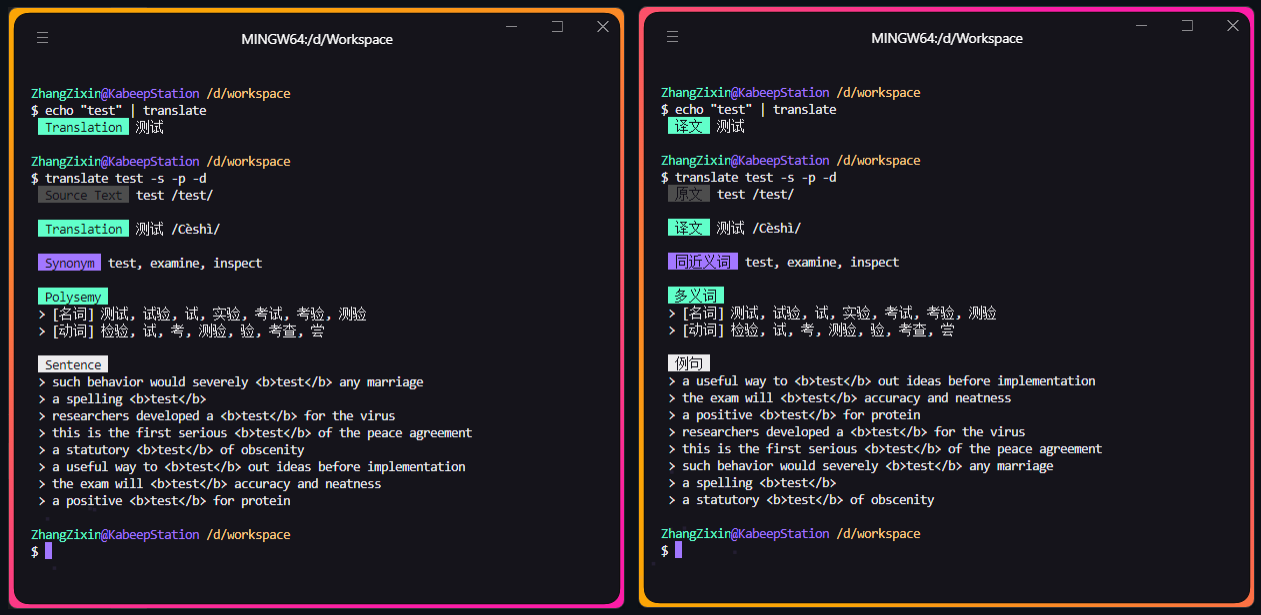 MINGW64:/d/Workspace
ZhangZixin@KabeepStation /d/workspace
$ echo "test" | translate
Translation 测试
ZhangZixin@KabeepStation /d/workspace
$ translate test -s -p -d
Source Text test /test/
Translation 测试 /Cèshì/
Synonym test, examine, inspect
Polysemy
> [名词] 测试, 试验, 试, 实验, 考试, 考验, 测验
> [动词] 检验, 试, 考, 测验, 验, 考查, 尝
Sentence
> such behavior would severely <b>test</b> any marriage
> a spelling <b>test</b>
> researchers developed a <b>test</b> for the virus
> this is the first serious <b>test</b> of the peace agreement
> a statutory <b>test</b> of obscenity
> a useful way to <b>test</b> out ideas before implementation
> the exam will <b>test</b> accuracy and neatness
> a positive <b>test</b> for protein
ZhangZixin@KabeepStation /d/workspace
$
MINGW64:/d/Workspace
ZhangZixin@KabeepStation /d/workspace
$ echo "test" | translate
译文 测试
ZhangZixin@KabeepStation /d/workspace
$ translate test -s -p -d
原文 test /test/
译文 测试 /Cèshì/
同近义词 test, examine, inspect
多义词
> [名词] 测试, 试验, 试, 实验, 考试, 考验, 测验
> [动词] 检验, 试, 考, 测验, 验, 考查, 尝
例句
> a useful way to <b>test</b> out ideas before implementation
> the exam will <b>test</b> accuracy and neatness
> a positive <b>test</b> for protein
> researchers developed a <b>test</b> for the virus
> this is the first serious <b>test</b> of the peace agreement
> such behavior would severely <b>test</b> any marriage
> a spelling <b>test</b>
> a statutory <b>test</b> of obscenity
ZhangZixin@KabeepStation /d/workspace
$